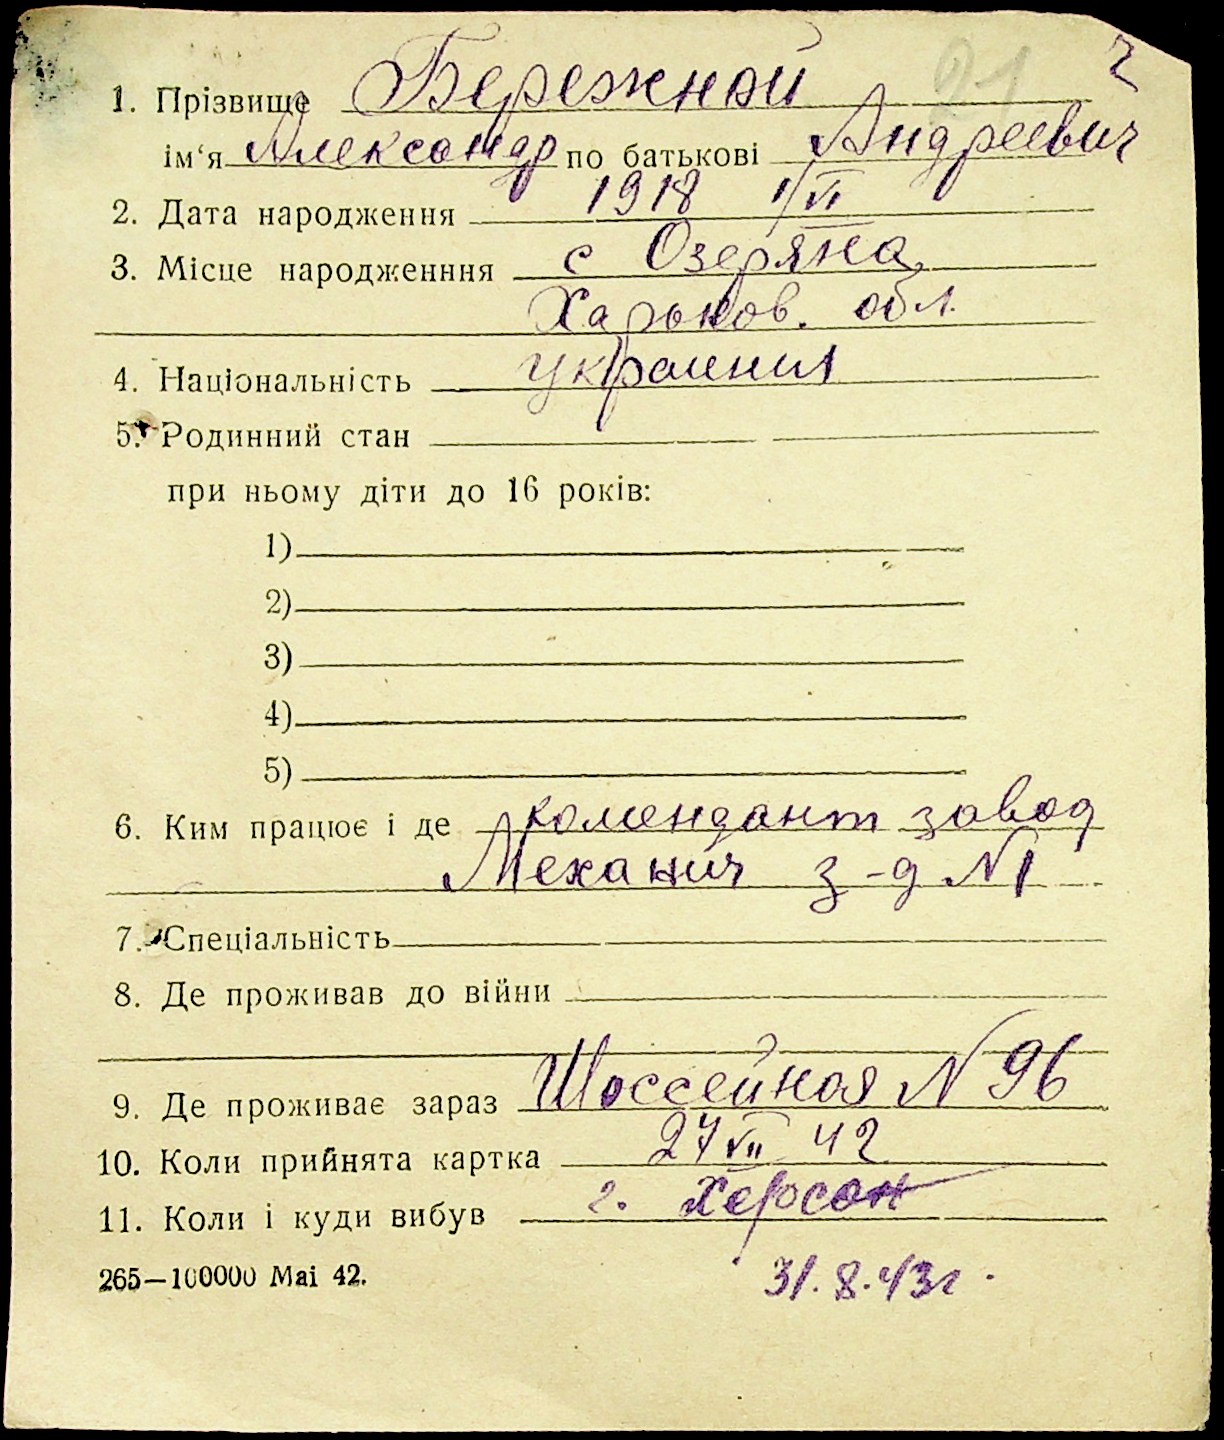 21 2
1. Прізвище Бережной
ім‘я Александр по батькові Андреевич
2. Дата народження 1918 1/VI
3. Місце народженння с Озеряна
Харьков. обл.
4. Національність украинец
5. Родинний стан
при ньому діти до 16 років:
1)
2)
3)
4)
5)
6. Ким працює і де комендант завод
Механич з-д №1
7. Спеціальність
8. Де проживав до війни
9. Де проживає зараз Шоссейная № 96
10. Коли прийнята картка 27 VII 42
11. Коли і куди вибув г. Херсон
265—100000 Mai 42.
31.8.43г.